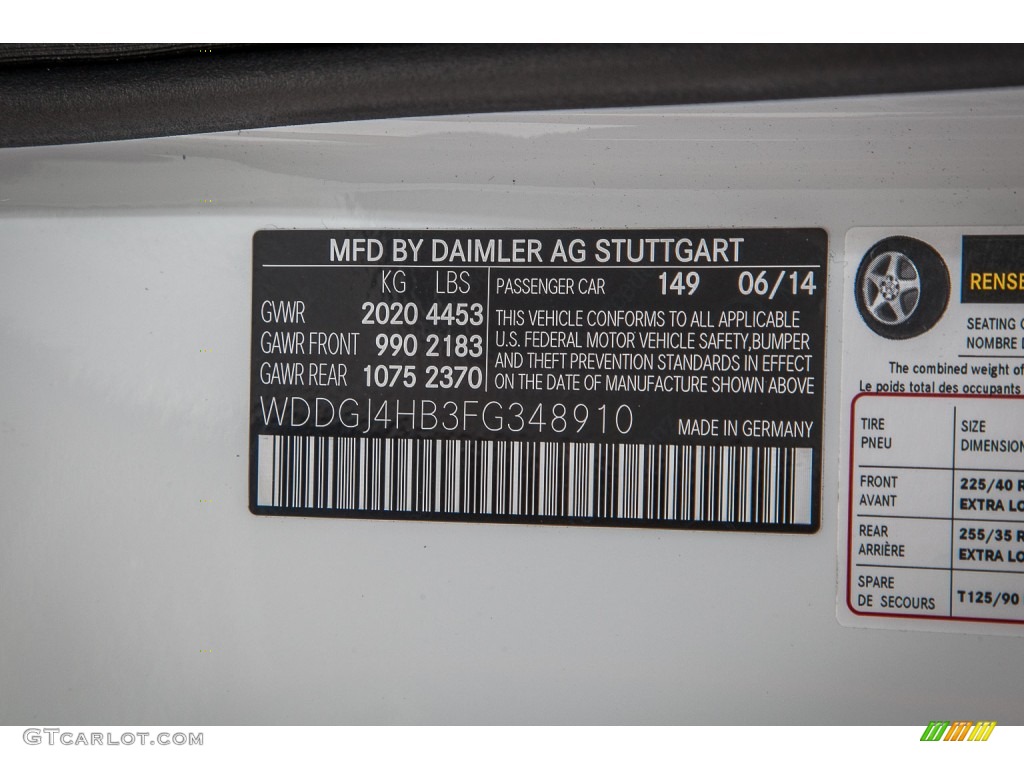 MFD BY DAIMLER AG STUTTGART
KG LBS
GVWR 2020 4453
GAWR FRONT 990 2183
GAWR REAR 1075 2370
PASSENGER CAR 149 06/14
THIS VEHICLE CONFORMS TO ALL APPLICABLE
U.S. FEDERAL MOTOR VEHICLE SAFETY,BUMPER
AND THEFT PREVENTION STANDARDS IN EFFECT
ON THE DATE OF MANUFACTURE SHOWN ABOVE
WDDGJ4HB3FG348910
MADE IN GERMANY
SEATING
NOMBRE
The combined weight of
Le poids total des occupants
TIRE
PNEU
SIZE
DIMENSION
FRONT
AVANT
225/40 R
EXTRA
REAR
ARRIÈRE
255/35 R
EXTRA
SPARE
DE SECOURS
T125/90
GTCARLOT.COM